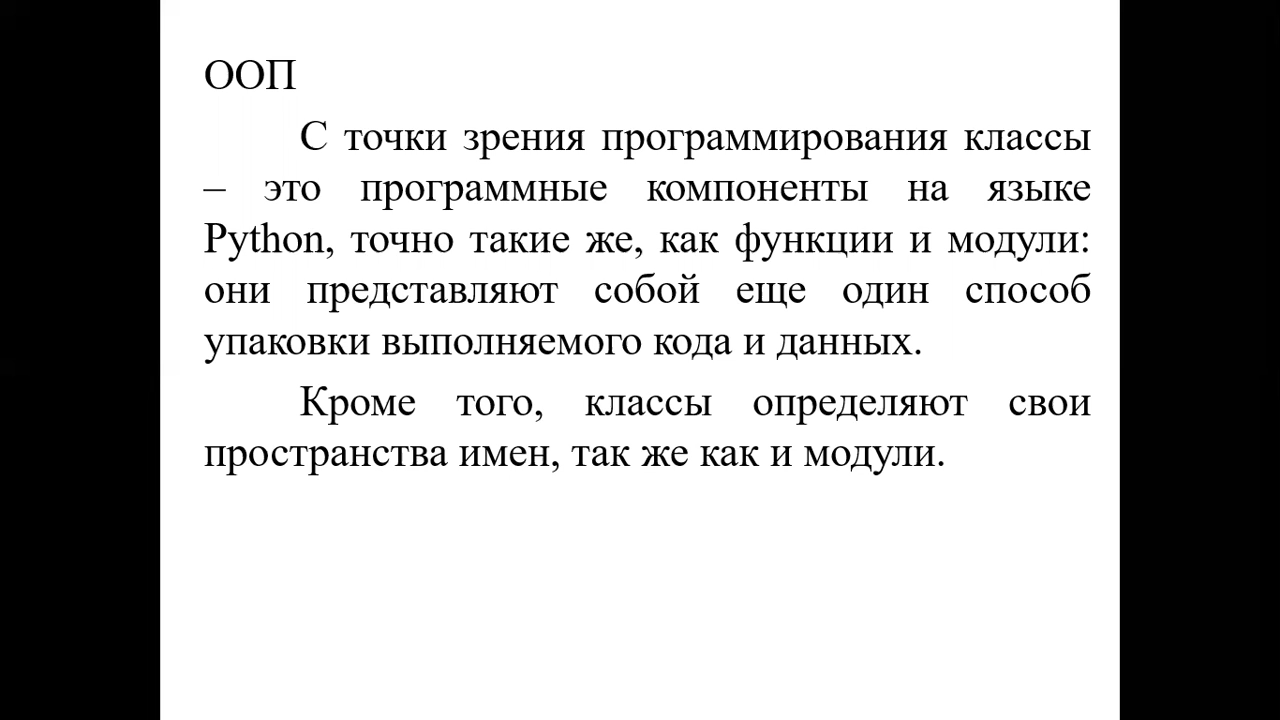 ООП
С точки зрения программирования классы
– это программные компоненты на языке
Python, точно такие же, как функции и модули:
они представляют собой еще один способ
упаковки выполняемого кода и данных.
Кроме того, классы определяют свои
пространства имен, так же как и модули.